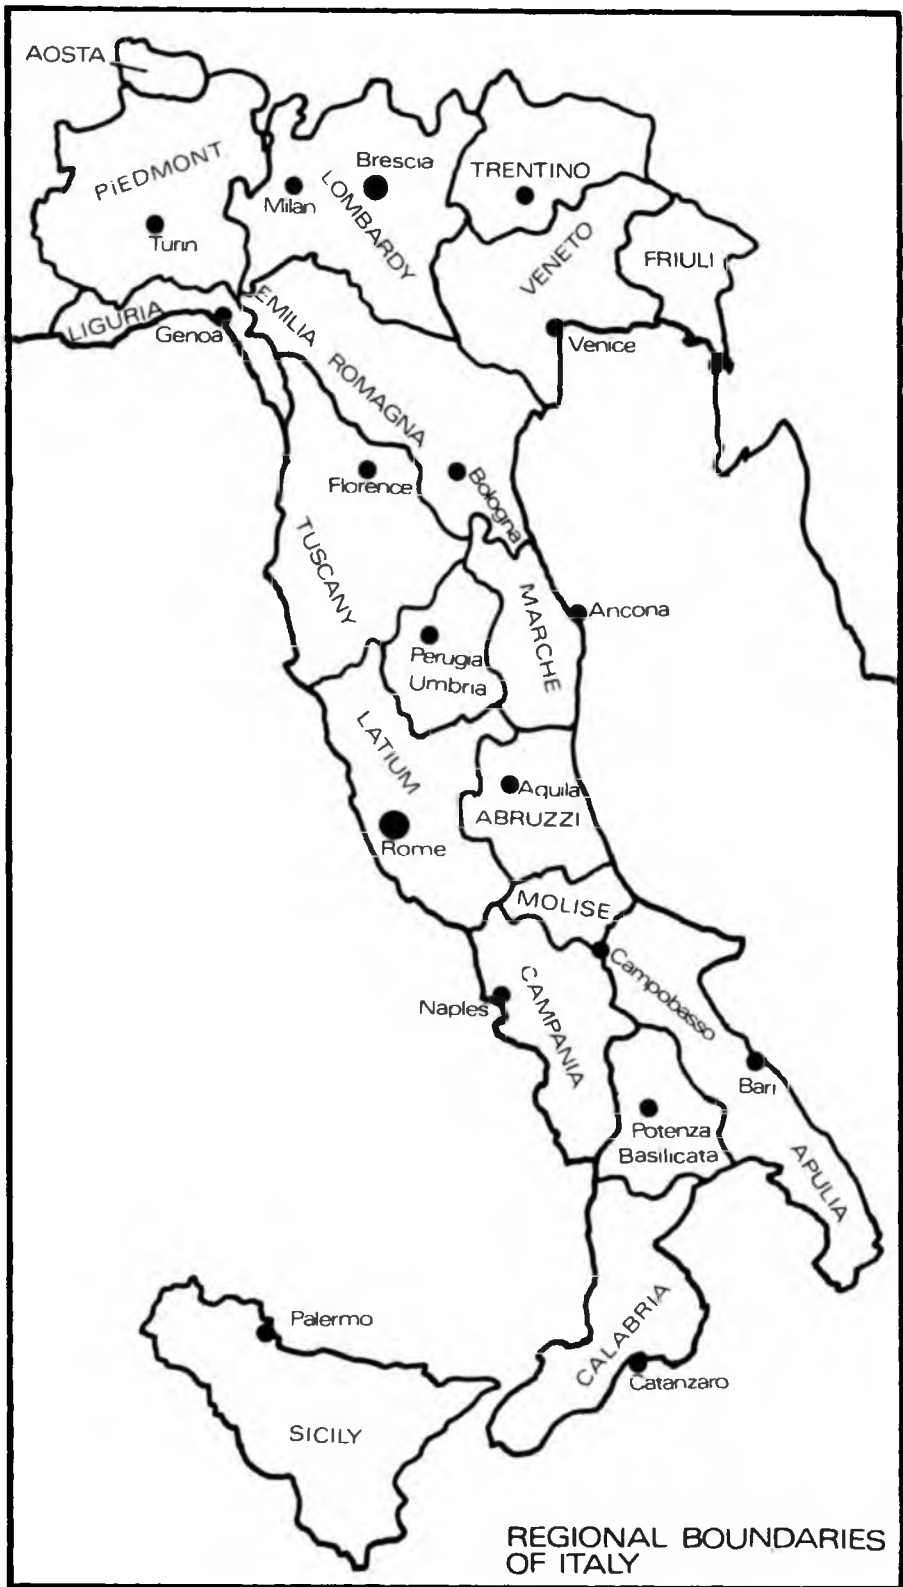 AOSTA
PiEDMONT
Turin
Milan
Brescia
LOMBARDY
TRENTINO
VENETO
FRIULI
LIGURIA
Genoa
EMILIA
ROMAGNA
Venice
Florence
Bologna
TUSCANY
MARCHE
Ancona
Perugia
Umbria
LATIUM
Aquila
ABRUZZI
Rome
MOLISE
Campobasso
Naples
CAMPANIA
Bari
Potenza
Basilicata
APULIA
Palermo
CALABRIA
Catanzaro
SICILY
REGIONAL BOUNDARIES
OF ITALY